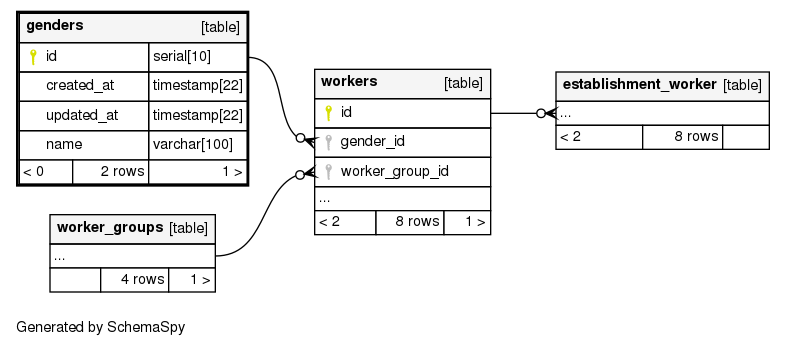 genders [table]
id serial[10]
created_at timestamp[22]
updated_at timestamp[22]
name varchar[100]
< 0 2 rows 1 >
workers [table]
id
gender_id
worker_group_id
...
< 2 8 rows 1 >
establishment_worker [table]
...
< 2 8 rows
worker_groups [table]
...
4 rows 1 >
Generated by SchemaSpy